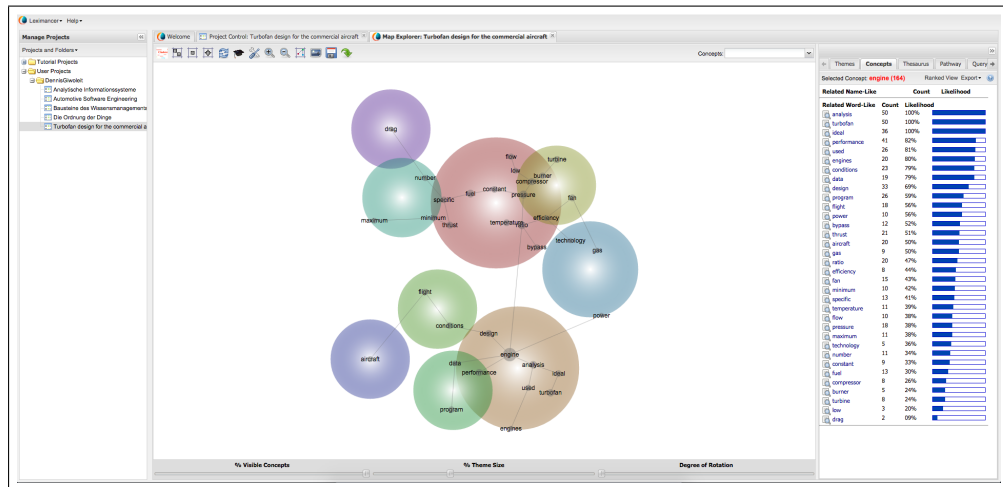 Leximancer Help
Manage Projects
Projects and Folders
Tutorial Projects
User Projects
DennisGiwoleit
Analytische Informationssysteme
Automotive Software Engineering
Bausteine des Wissensmanagements
Die Ordnung der Dinge
Turbofan design for the commercial a
Welcome
Project Control: Turbofan design for the commercial aircraft
Map Explorer: Turbofan design for the commercial aircraft
Concepts:
drag
number
maximum
minimum
specific
thrust
fuel
constant
flow
low
compressor
pressure
burner
turbine
fan
efficiency
temperature
ratio
bypass
technology
gas
power
flight
conditions
aircraft
design
engine
data
performance
analysis
ideal
used
turbofan
program
engines
% Visible Concepts
% Theme Size
Degree of Rotation
Themes Concepts Thesaurus Pathway Query
Selected Concept: engine (164) Ranked View Export
Related Name-Like Count Likelihood
Related Word-Like Count Likelihood
analysis 50 100%
turbofan 50 100%
ideal 36 100%
performance 41 82%
used 26 81%
engines 20 80%
conditions 23 79%
data 19 79%
design 33 69%
program 26 59%
flight 18 56%
power 10 56%
bypass 12 52%
thrust 21 51%
aircraft 20 50%
gas 9 50%
ratio 20 47%
efficiency 8 44%
fan 15 43%
minimum 10 42%
specific 13 41%
temperature 11 39%
flow 10 38%
pressure 18 38%
maximum 11 38%
technology 5 36%
number 11 34%
constant 9 33%
fuel 13 30%
compressor 8 26%
burner 5 24%
turbine 8 24%
low 3 20%
drag 2 09%